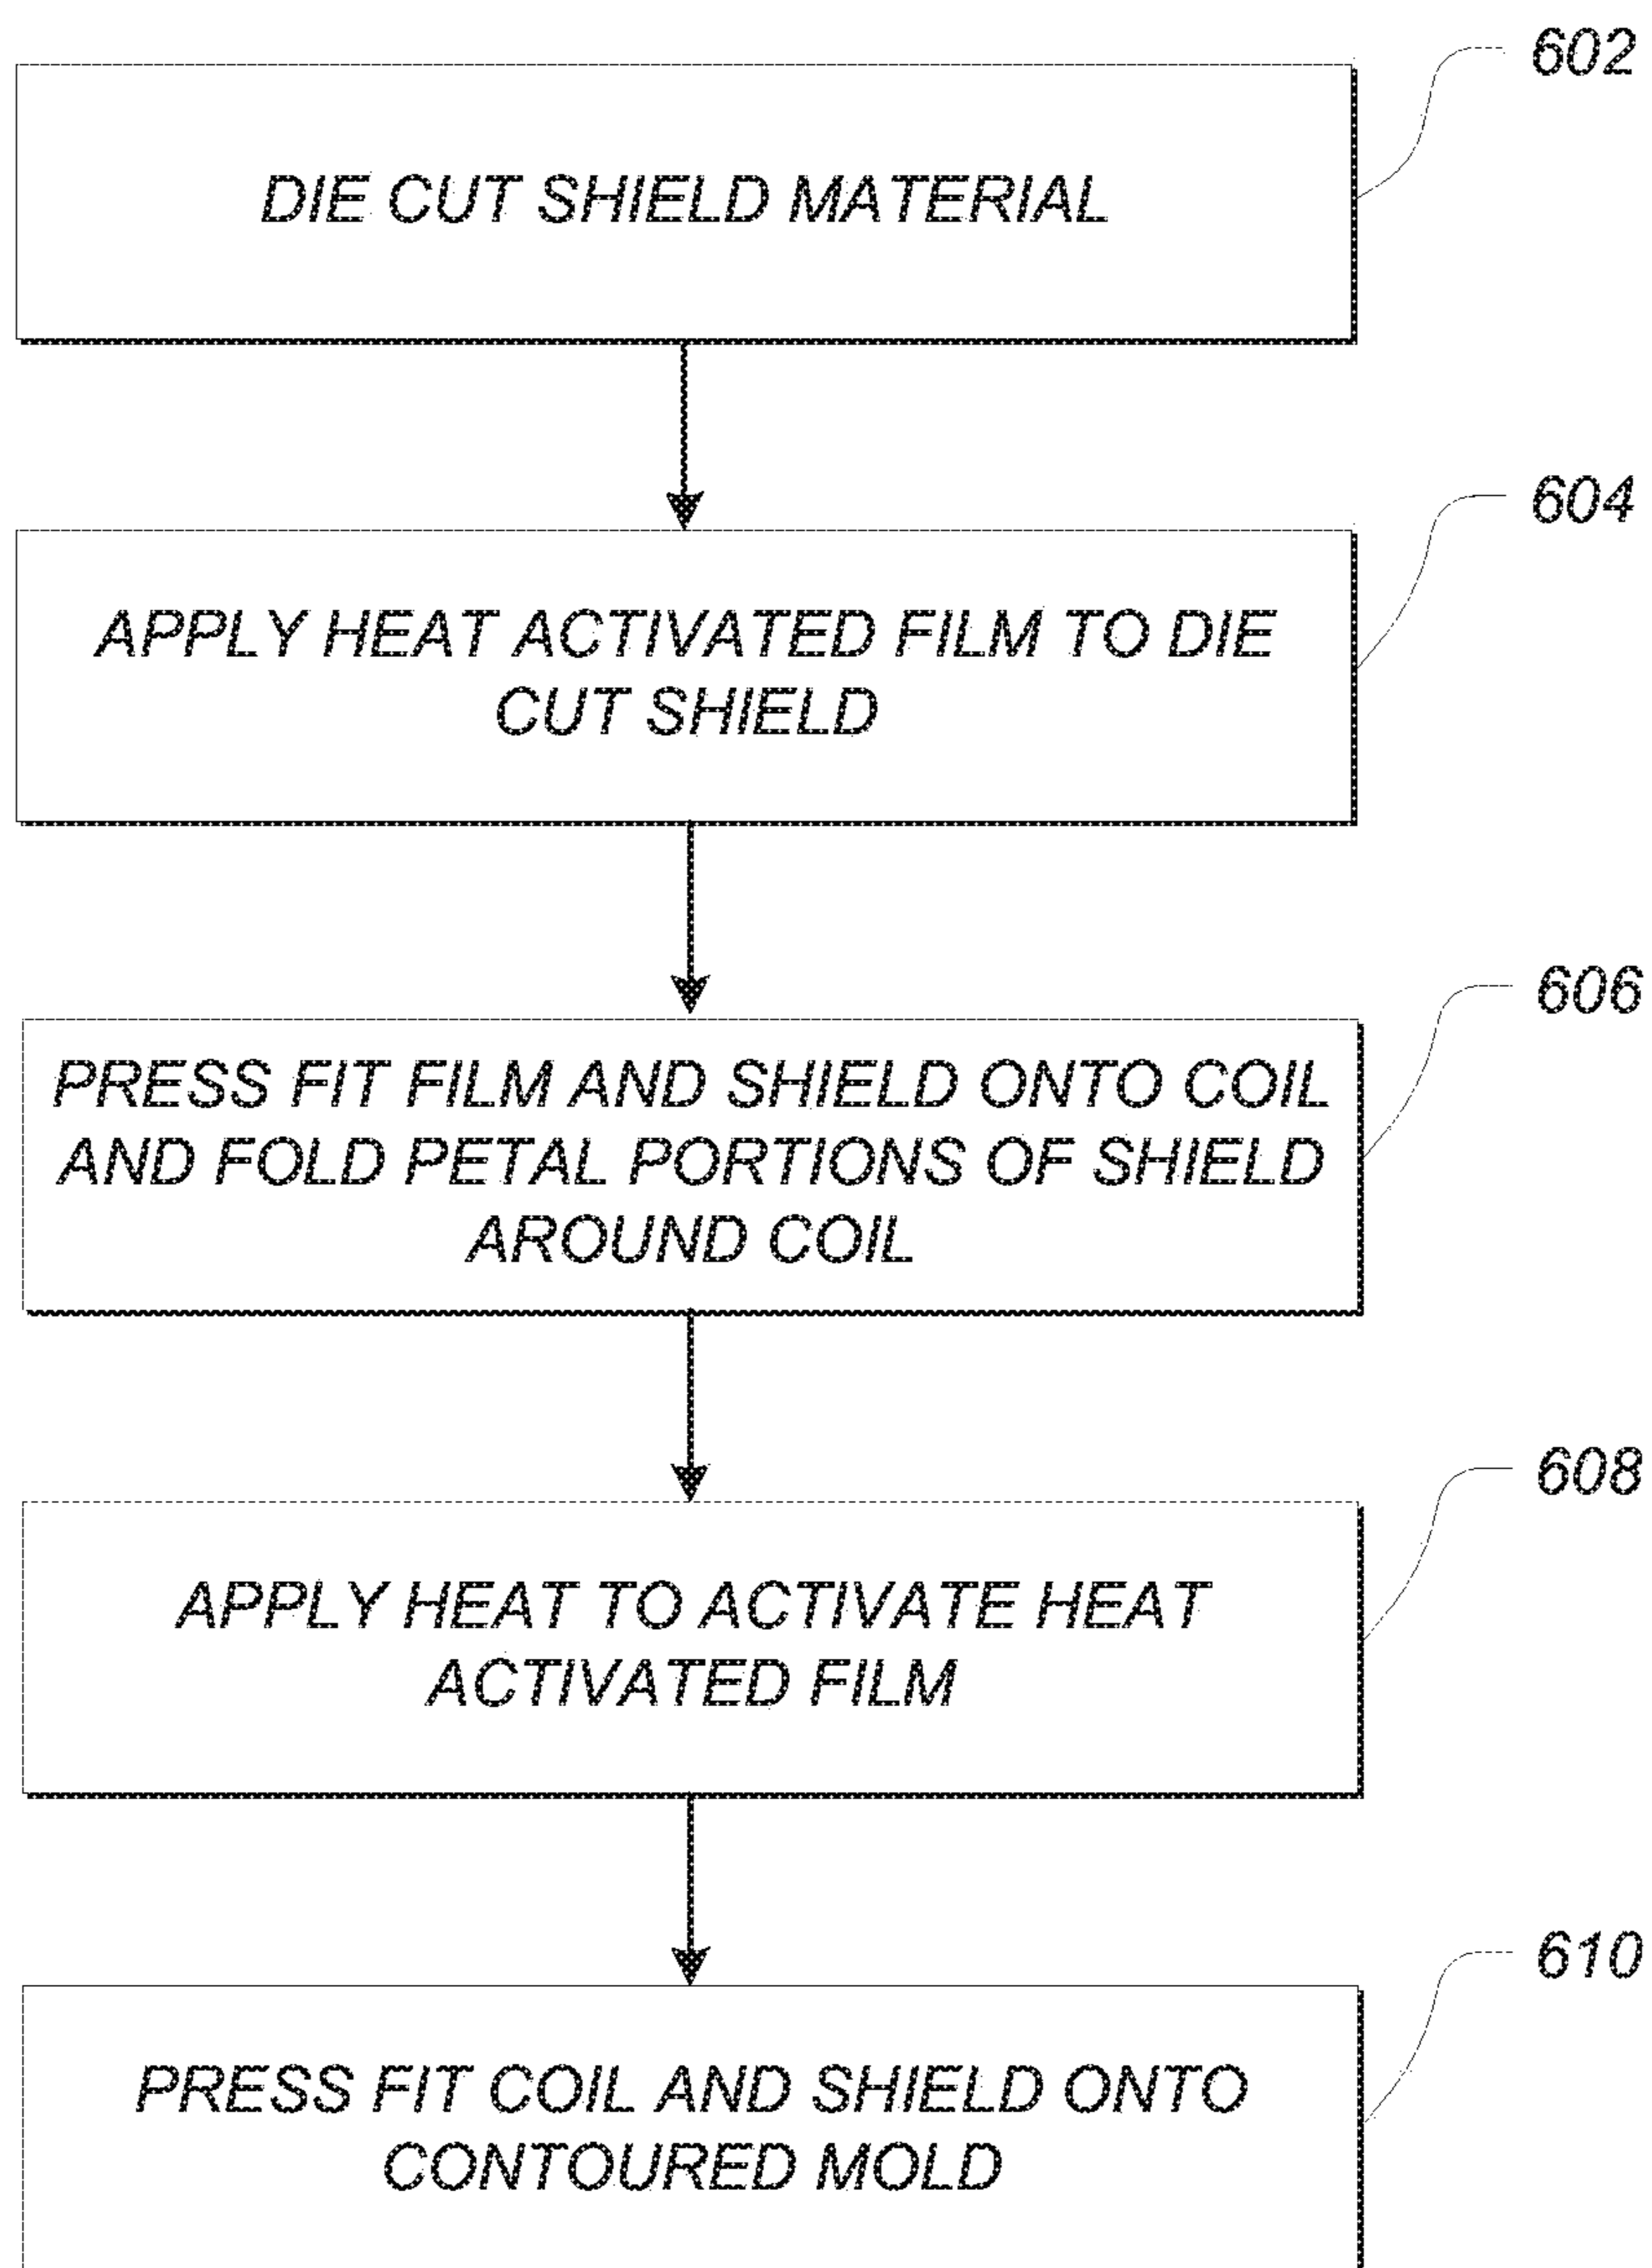 602
DIE CUT SHIELD MATERIAL
604
APPLY HEAT ACTIVATED FILM TO DIE
CUT SHIELD
606
PRESS FIT FILM AND SHIELD ONTO COIL
AND FOLD PETAL PORTIONS OF SHIELD
AROUND COIL
608
APPLY HEAT TO ACTIVATE HEAT
ACTIVATED FILM
610
PRESS FIT COIL AND SHIELD ONTO
CONTOURED MOLD